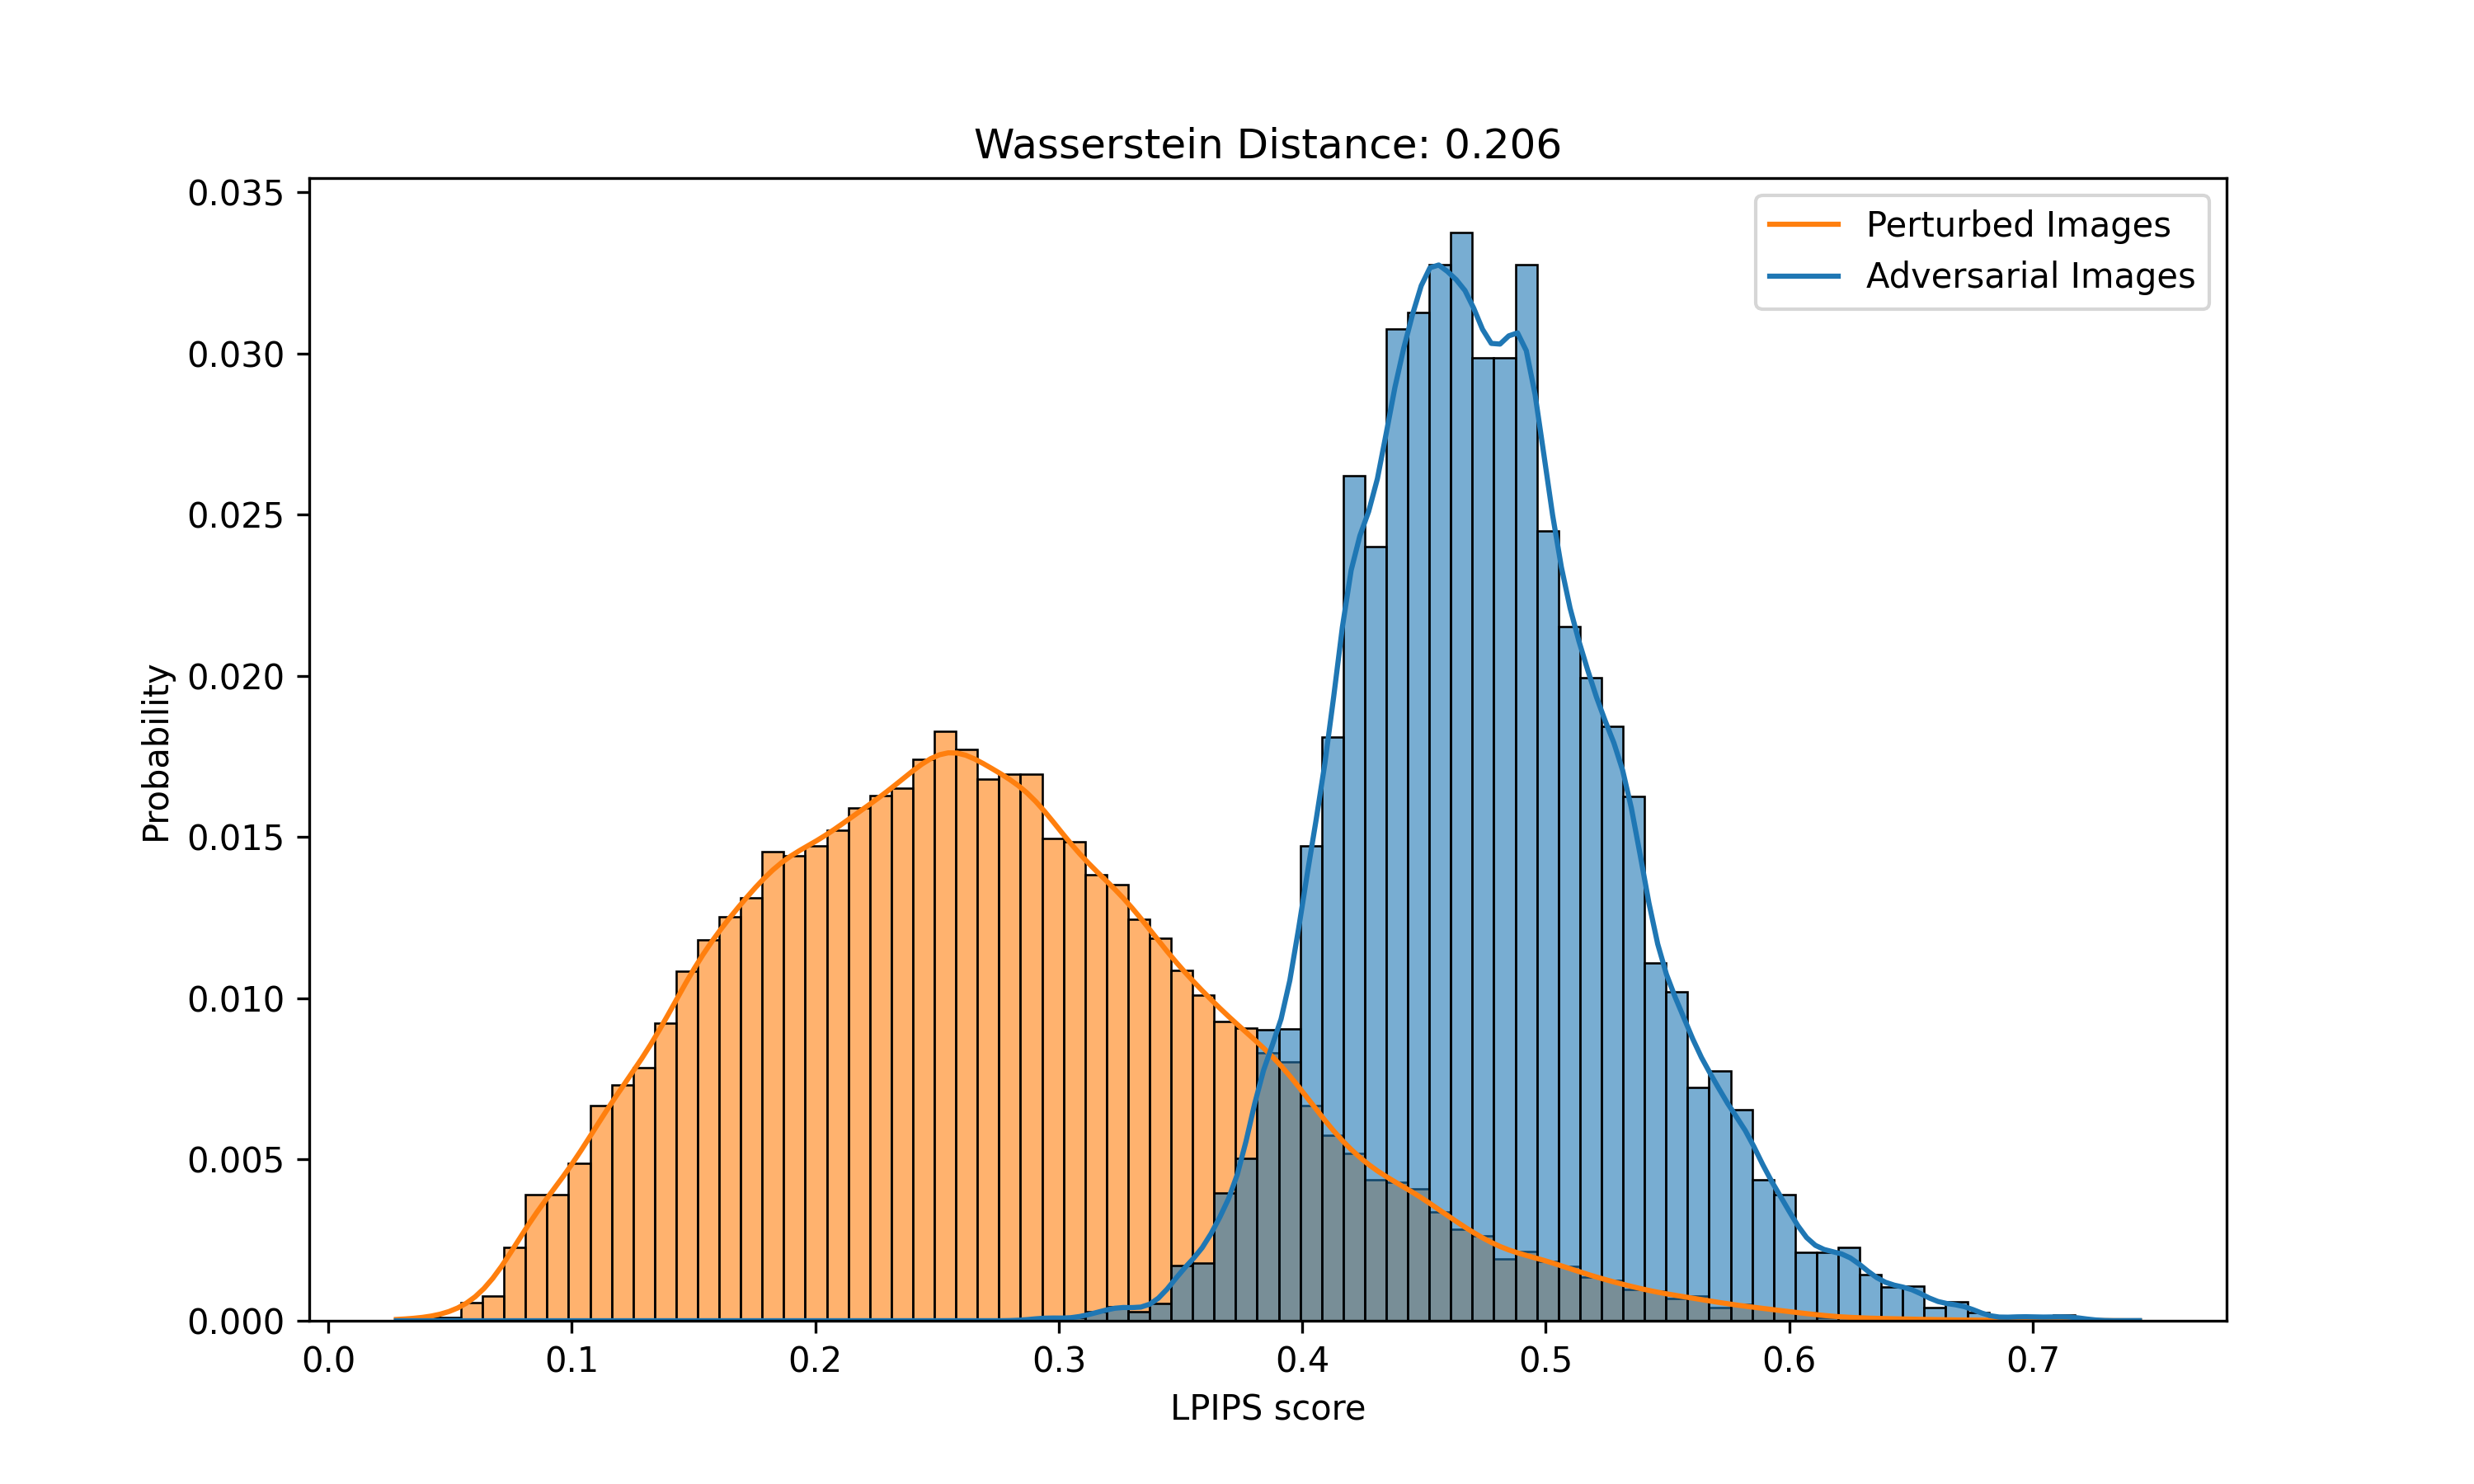 Wasserstein Distance: 0.206
Perturbed Images
Adversarial Images
0.035
0.030
0.025
0.020
0.015
0.010
0.005
0.000
Probability
0.0 0.1 0.2 0.3 0.4 0.5 0.6 0.7
LPIPS score